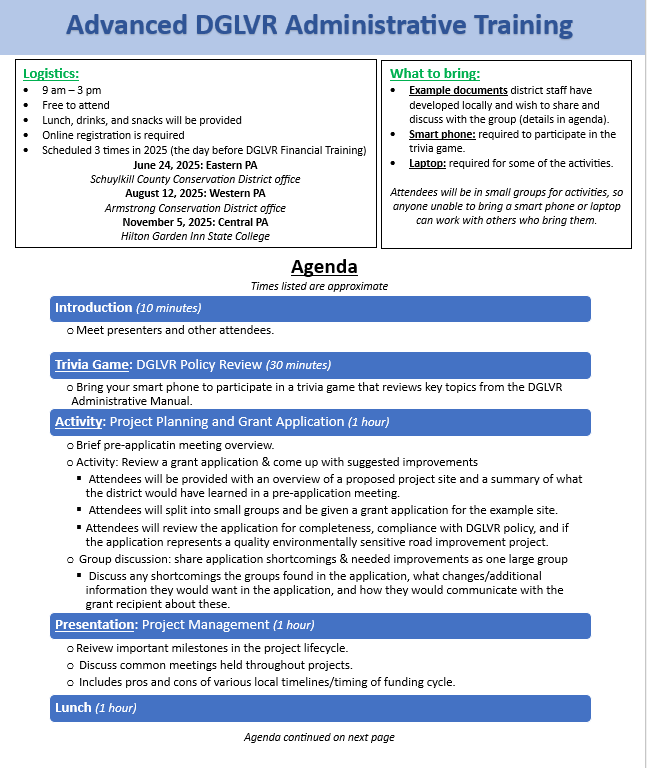 Advanced DGLVR Administrative Training
Logistics:
• 9 am – 3 pm
• Free to attend
• Lunch, drinks, and snacks will be provided
• Online registration is required
• Scheduled 3 times in 2025 (the day before DGLVR Financial Training)
June 24, 2025: Eastern PA
Schuylkill County Conservation District office
August 12, 2025: Western PA
Armstrong Conservation District office
November 5, 2025: Central PA
Hilton Garden Inn State College
What to bring:
• Example documents district staff have
developed locally and wish to share and
discuss with the group (details in agenda).
• Smart phone: required to participate in the
trivia game.
• Laptop: required for some of the activities.
Attendees will be in small groups for activities, so
anyone unable to bring a smart phone or laptop
can work with others who bring them.
Agenda
Times listed are approximate
Introduction (10 minutes)
o Meet presenters and other attendees.
Trivia Game: DGLVR Policy Review (30 minutes)
o Bring your smart phone to participate in a trivia game that reviews key topics from the DGLVR
Administrative Manual.
Activity: Project Planning and Grant Application (1 hour)
o Brief pre-applicatin meeting overview.
o Activity: Review a grant application & come up with suggested improvements
▪ Attendees will be provided with an overview of a proposed project site and a summary of what
the district would have learned in a pre-application meeting.
▪ Attendees will split into small groups and be given a grant application for the example site.
▪ Attendees will review the application for completeness, compliance with DGLVR policy, and if
the application represents a quality environmentally sensitive road improvement project.
o Group discussion: share application shortcomings & needed improvements as one large group
▪ Discuss any shortcomings the groups found in the application, what changes/additional
information they would want in the application, and how they would communicate with the
grant recipient about these.
Presentation: Project Management (1 hour)
o Reivew important milestones in the project lifecycle.
o Discuss common meetings held throughout projects.
o Includes pros and cons of various local timelines/timing of funding cycle.
Lunch (1 hour)
Agenda continued on next page